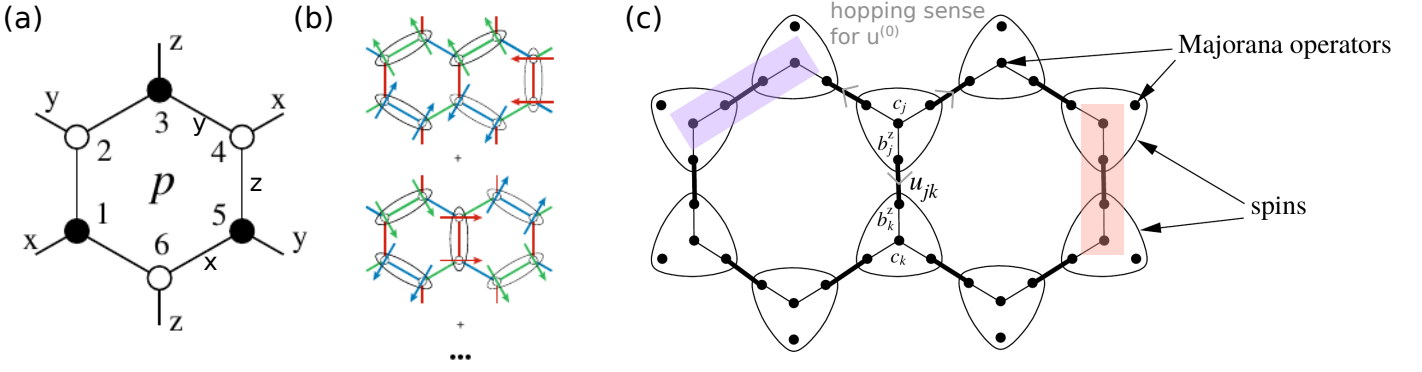 (a)
z
y
x
3
y
2
4
p
z
1
5
6
x
x
y
z
(b)
+
+
...
(c)
hopping sense
for u(0)
Majorana operators
cj
bjz
ujk
bkz
ck
spins